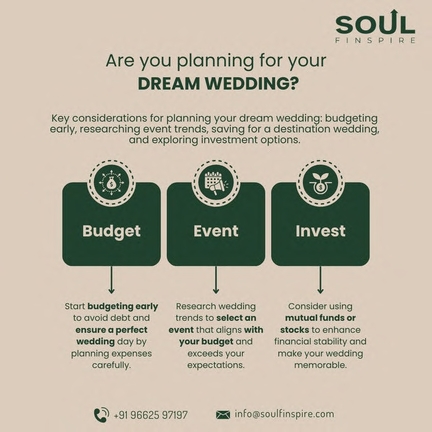 SOUL
FINSPIRE
Are you planning for your
DREAM WEDDING?
Key considerations for planning your dream wedding: budgeting
early, researching event trends, saving for a destination wedding,
and exploring investment options.
Budget
Event
Invest
Start budgeting early
to avoid debt and
ensure a perfect
wedding day by
planning expenses
carefully.
Research wedding
trends to select an
event that aligns with
your budget and
exceeds your
expectations.
Consider using
mutual funds or
stocks to enhance
financial stability and
make your wedding
memorable.
+91 96625 97197
info@soulfinspire.com